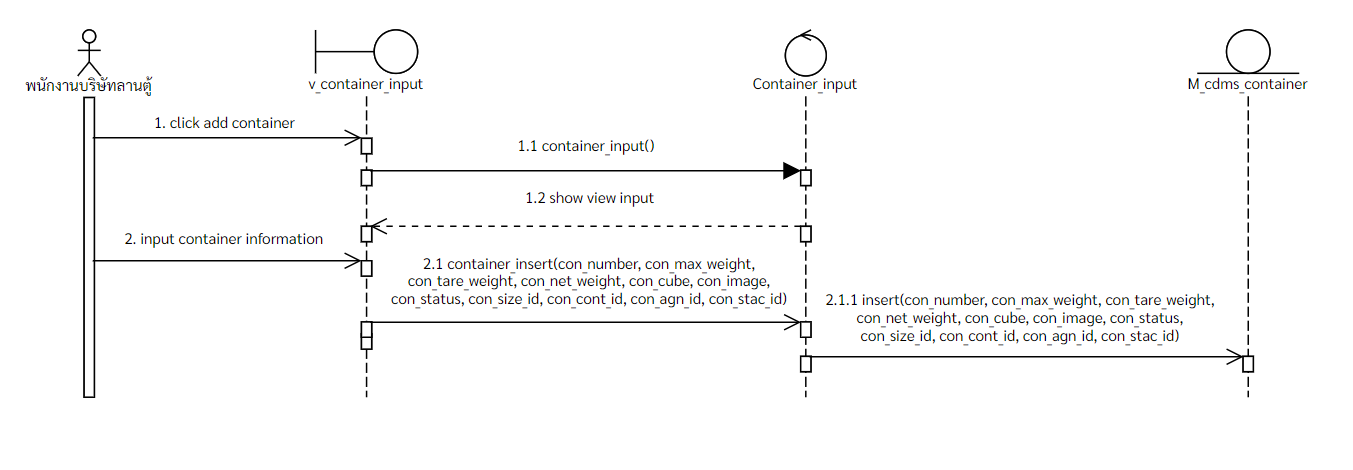 พนักงานบริษัทลานตู้
v_container_input
Container_input
M_cdms_container
1. click add container
1.1 container_input()
1.2 show view input
2. input container information
2.1 container_insert(con_number, con_max_weight,
con_tare_weight, con_net_weight, con_cube, con_image,
con_status, con_size_id, con_cont_id, con_agn_id, con_stac_id)
2.1.1 insert(con_number, con_max_weight, con_tare_weight,
con_net_weight, con_cube, con_image, con_status,
con_size_id, con_cont_id, con_agn_id, con_stac_id)